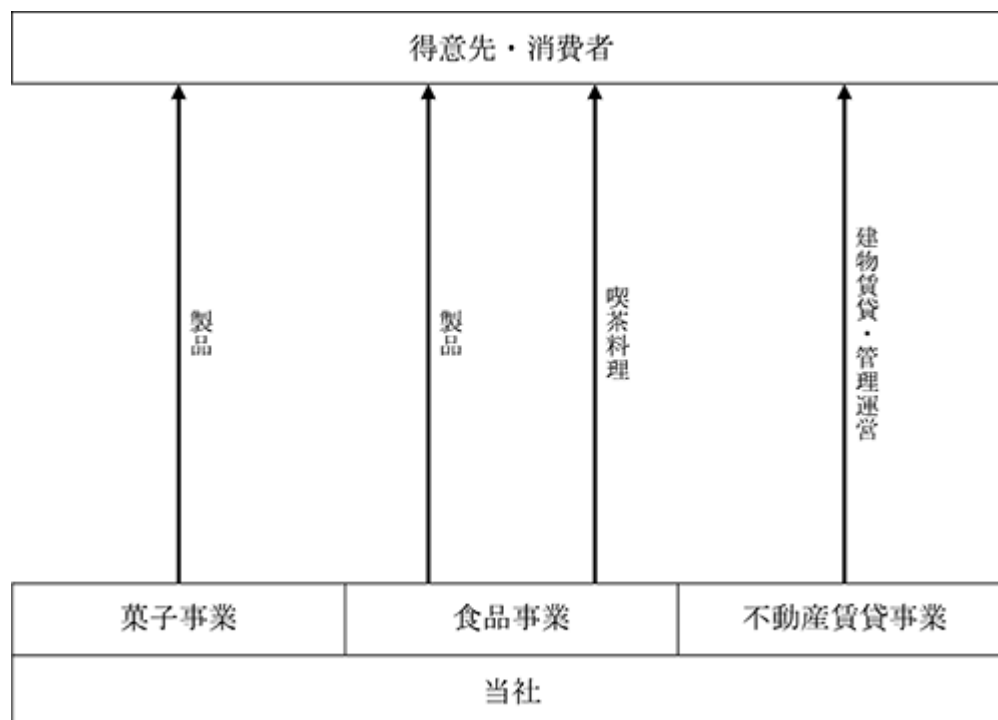 得意先・消費者
製品
製品
喫茶料理
建物賃貸・管理運営
菓子事業
食品事業
不動産賃貸事業
当社